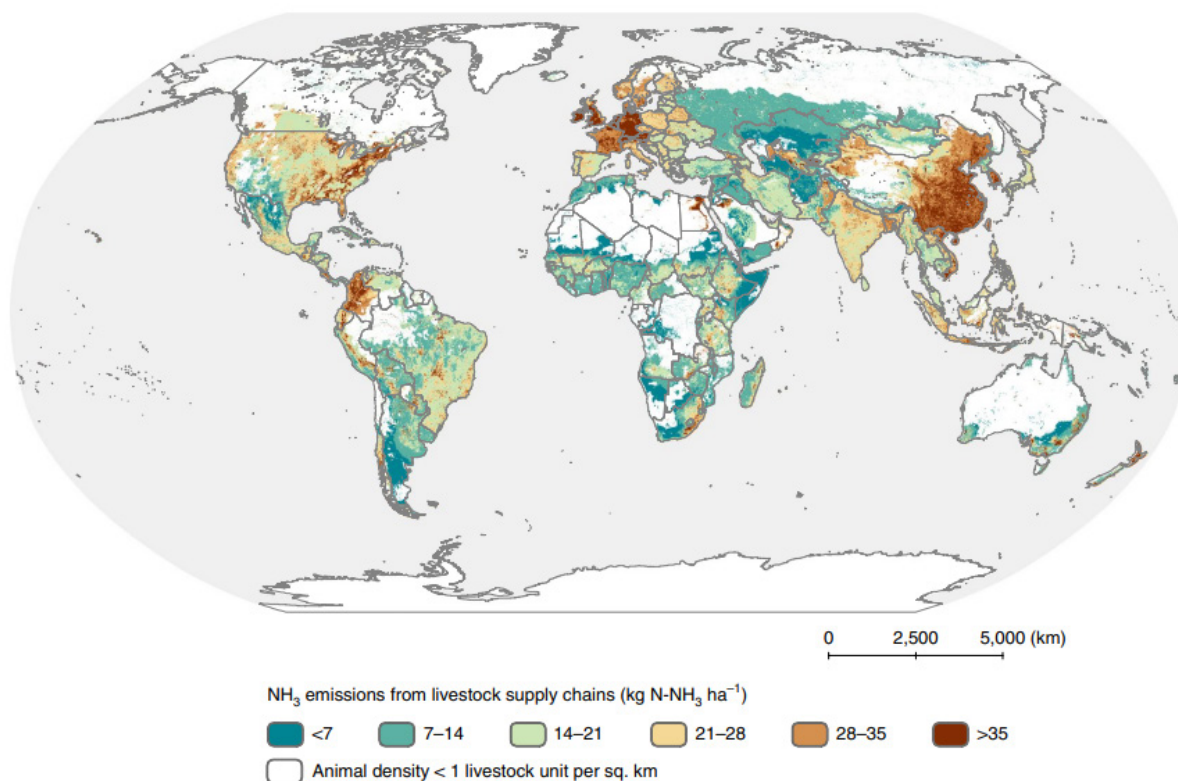 0 2,500 5,000 (km)
NH₃ emissions from livestock supply chains (kg N-NH₃ ha⁻¹)
<7 7–14 14–21 21–28 28–35 >35
Animal density < 1 livestock unit per sq. km